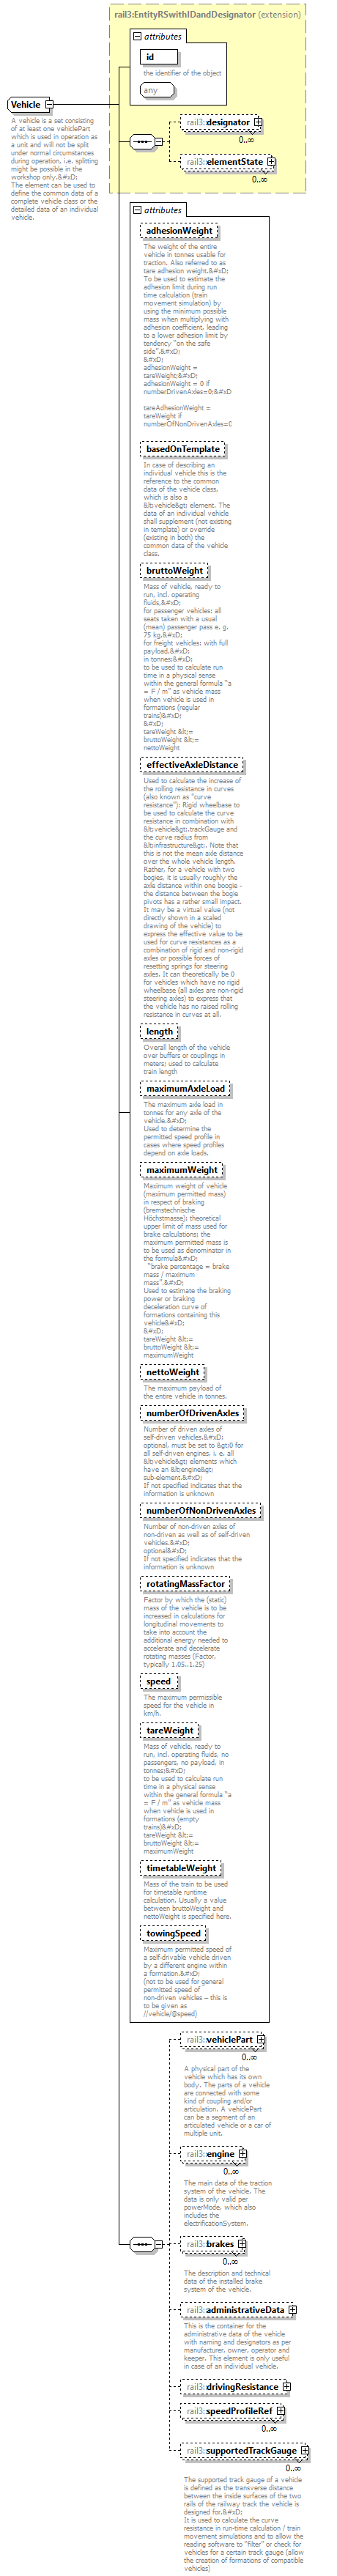 rail3:EntityRSwithIDandDesignator (extension)
attributes
id
the identifier of the object
any
Vehicle
A vehicle is a set consisting
of at least one vehiclePart
which is used in operation as
a unit and will not be split
under normal circumstances
during operation, i.e. splitting
might be possible in the
workshop only.&#xD;
The element can be used to
define the common data of a
complete vehicle class or the
detailed data of an individual
vehicle.
rail3:designator
0..∞
rail3:elementState
0..∞
attributes
adhesionWeight
The weight of the entire
vehicle in tonnes usable for
traction. Also referred to as
tare adhesion weight.&#xD;
To be used to estimate the
adhesion limit during run
time calculation (train
movement simulation) by
using the minimum possible
mass when multiplying with
adhesion coefficient, leading
to a lower adhesion limit by
tendency "on the safe
side".&#xD;
&#xD;
adhesionWeight =
tareWeight;&#xD;
adhesionWeight = 0 if
numberDrivenAxles=0;&#xD
tareAdhesionWeight =
tareWeight if
numberOfNonDrivenAxles=0
basedOnTemplate
In case of describing an
individual vehicle this is the
reference to the common
data of the vehicle class,
which is also a
&lt;vehicle&gt; element. The
data of an individual vehicle
shall supplement (not existing
in template) or override
(existing in both) the
common data of the vehicle
class.
bruttoWeight
Mass of vehicle, ready to
run, incl. operating
fluids,&#xD;
for passenger vehicles: all
seats taken with a usual
(mean) passenger pass e. g.
75 kg,&#xD;
for freight vehicles: with full
payload,&#xD;
in tonnes;&#xD;
to be used to calculate run
time in a physical sense
within the general formula "a
= F / m" as vehicle mass
when vehicle is used in
formations (regular
trains)&#xD;
&#xD;
tareWeight &lt;=
bruttoWeight &lt;=
nettoWeight
effectiveAxleDistance
Used to calculate the increase of
the rolling resistance in curves
(also known as "curve
resistance"): Rigid wheelbase to
be used to calculate the curve
resistance in combination with
&lt;vehicle&gt;.trackGauge and
the curve radius from
&lt;infrastructure&gt;. Note that
this is not the mean axle distance
over the whole vehicle length.
Rather, for a vehicle with two
bogies, it is usually roughly the
axle distance within one boogie -
the distance between the bogie
pivots has a rather small impact.
It may be a virtual value (not
directly shown in a scaled
drawing of the vehicle) to
express the effective value to be
used for curve resistances as a
combination of rigid and non-rigid
axles or possible forces of
resetting springs for steering
axles. It can theoretically be 0
for vehicles which have no rigid
wheelbase (all axles are non-rigid
steering axles) to express that
the vehicle has no raised rolling
resistance in curves at all.
length
Overall length of the vehicle
over buffers or couplings in
meters; used to calculate
train length
maximumAxleLoad
The maximum axle load in
tonnes for any axle of the
vehicle.&#xD;
Used to determine the
permitted speed profile in
cases where speed profiles
depend on axle loads.
maximumWeight
Maximum weight of vehicle
(maximum permitted mass)
in respect of braking
(bremstechnische
Höchstmasse): theoretical
upper limit of mass used for
brake calculations; the
maximum permitted mass is
to be used as denominator in
the formula&#xD;
"brake percentage = brake
mass / maximum
mass".&#xD;
Used to estimate the braking
power or braking
deceleration curve of
formations containing this
vehicle&#xD;
&#xD;
tareWeight &lt;=
bruttoWeight &lt;=
maximumWeight
nettoWeight
The maximum payload of
the entire vehicle in tonnes.
numberOfDrivenAxles
Number of driven axles of
self-driven vehicles.&#xD;
optional, must be set to &gt;0 for
all self-driven engines, i. e. all
&lt;vehicle&gt; elements which
have an &lt;engine&gt;
sub-element.&#xD;
If not specified indicates that the
information is unknown
numberOfNonDrivenAxles
Number of non-driven axles of
non-driven as well as of self-driven
vehicles.&#xD;
optional&#xD;
If not specified indicates that the
information is unknown
rotatingMassFactor
Factor by which the (static)
mass of the vehicle is to be
increased in calculations for
longitudinal movements to
take into account the
additional energy needed to
accelerate and decelerate
rotating masses (Factor,
typically 1.05..1.25)
speed
The maximum permissible
speed for the vehicle in
km/h.
tareWeight
Mass of vehicle, ready to
run, incl. operating fluids, no
passengers, no payload, in
tonnes;&#xD;
to be used to calculate run
time in a physical sense
within the general formula "a
= F / m" as vehicle mass
when vehicle is used in
formations (empty
trains)&#xD;
tareWeight &lt;=
bruttoWeight &lt;=
maximumWeight
timetableWeight
Mass of the train to be used
for timetable runtime
calculation. Usually a value
between bruttoWeight and
nettoWeight is specified here.
towingSpeed
Maximum permitted speed of
a self-drivable vehicle driven
by a different engine within
a formation.&#xD;
(not to be used for general
permitted speed of
non-driven vehicles – this is
to be given as
//vehicle/@speed)
rail3:vehiclePart
0..∞
A physical part of the
vehicle which has its own
body. The parts of a vehicle
are connected with some
kind of coupling and/or
articulation. A vehiclePart
can be a segment of an
articulated vehicle or a car of
multiple unit.
rail3:engine
0..∞
The main data of the traction
system of the vehicle. The
data is only valid per
powerMode, which also
includes the
electrificationSystem.
rail3:brakes
0..∞
The description and technical
data of the installed brake
system of the vehicle.
rail3:administrativeData
This is the container for the
administrative data of the vehicle
with naming and designators as per
manufacturer, owner, operator and
keeper. This element is only useful
in case of an individual vehicle.
rail3:drivingResistance
rail3:speedProfileRef
0..∞
rail3:supportedTrackGauge
0..∞
The supported track gauge of a vehicle
is defined as the transverse distance
between the inside surfaces of the two
rails of the railway track the vehicle is
designed for.&#xD;
It is used to calculate the curve
resistance in run-time calculation / train
movement simulations and to allow the
reading software to "filter" or check for
vehicles for a certain track gauge (allow
the creation of formations of compatible
vehicles)